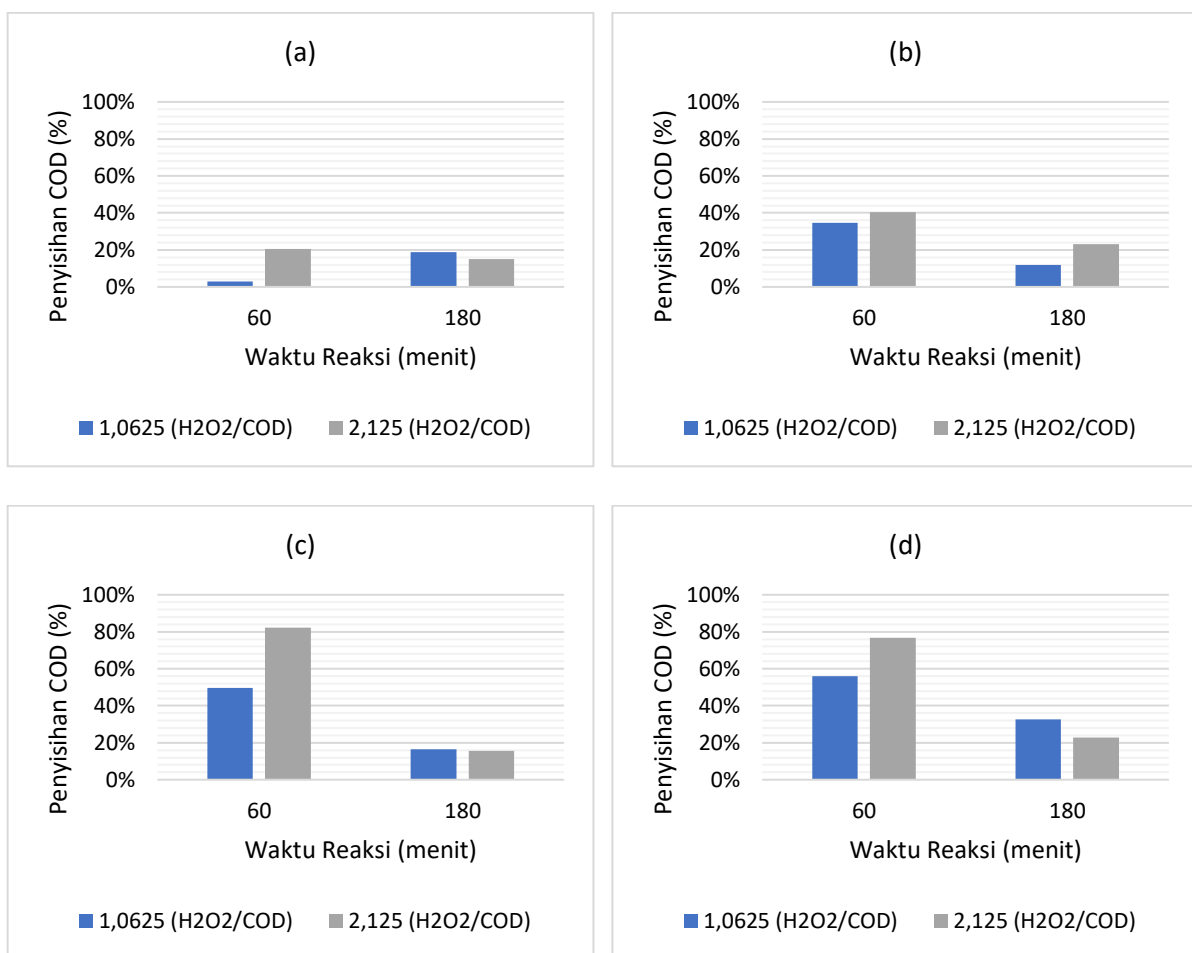 (a)
Penyisihan COD (%)
100%
80%
60%
40%
20%
0%
60 180
Waktu Reaksi (menit)
1,0625 (H2O2/COD) 2,125 (H2O2/COD)
(b)
Penyisihan COD (%)
100%
80%
60%
40%
20%
0%
60 180
Waktu Reaksi (menit)
1,0625 (H2O2/COD) 2,125 (H2O2/COD)
(c)
Penyisihan COD (%)
100%
80%
60%
40%
20%
0%
60 180
Waktu Reaksi (menit)
1,0625 (H2O2/COD) 2,125 (H2O2/COD)
(d)
Penyisihan COD (%)
100%
80%
60%
40%
20%
0%
60 180
Waktu Reaksi (menit)
1,0625 (H2O2/COD) 2,125 (H2O2/COD)